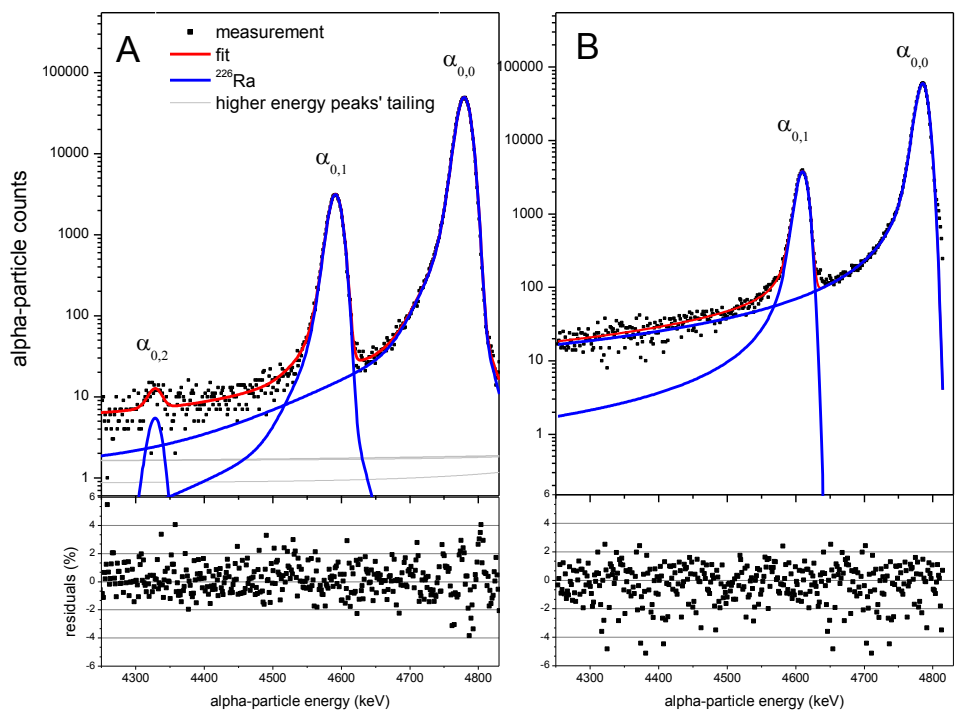 A
measurement
fit
²²⁶Ra
higher energy peaks' tailing
α₀,₀
α₀,₁
α₀,₂
alpha-particle counts
100000
10000
1000
100
10
1
6
4
2
0
-2
-4
-6
residuals (%)
4300 4400 4500 4600 4700 4800
alpha-particle energy (keV)
B
α₀,₀
α₀,₁
100000
10000
1000
100
10
1
6
4
2
0
-2
-4
-6
4300 4400 4500 4600 4700 4800
alpha-particle energy (keV)